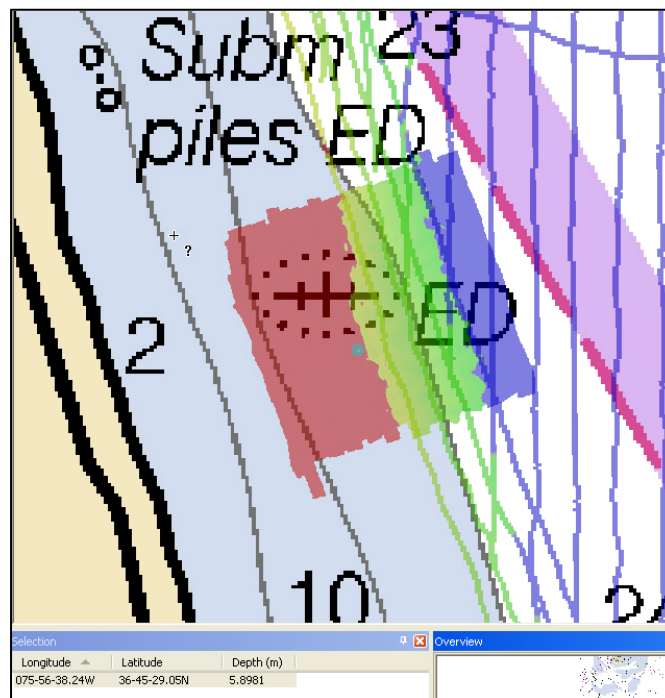 23
Subm
piles ED
ED
2
10
Selection
Overview
Longitude Latitude Depth (m)
075-56-38.24W 36-45-29.05N 5.8981